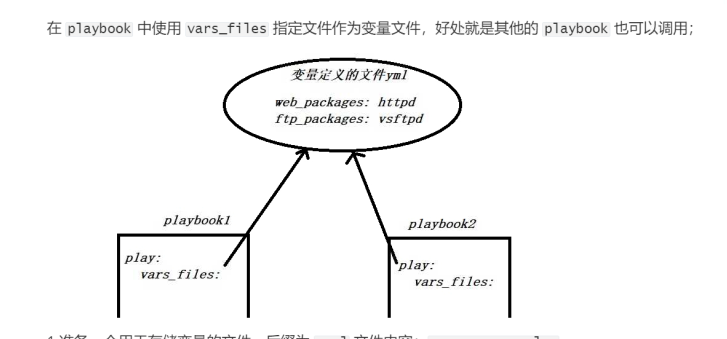 在 playbook 中使用 vars_files 指定文件作为变量文件，好处就是其他的 playbook 也可以调用；
变量定义的文件yml
web_packages: httpd
ftp_packages: vsftpd
playbook1
playbook2
play:
vars_files:
play:
vars_files: